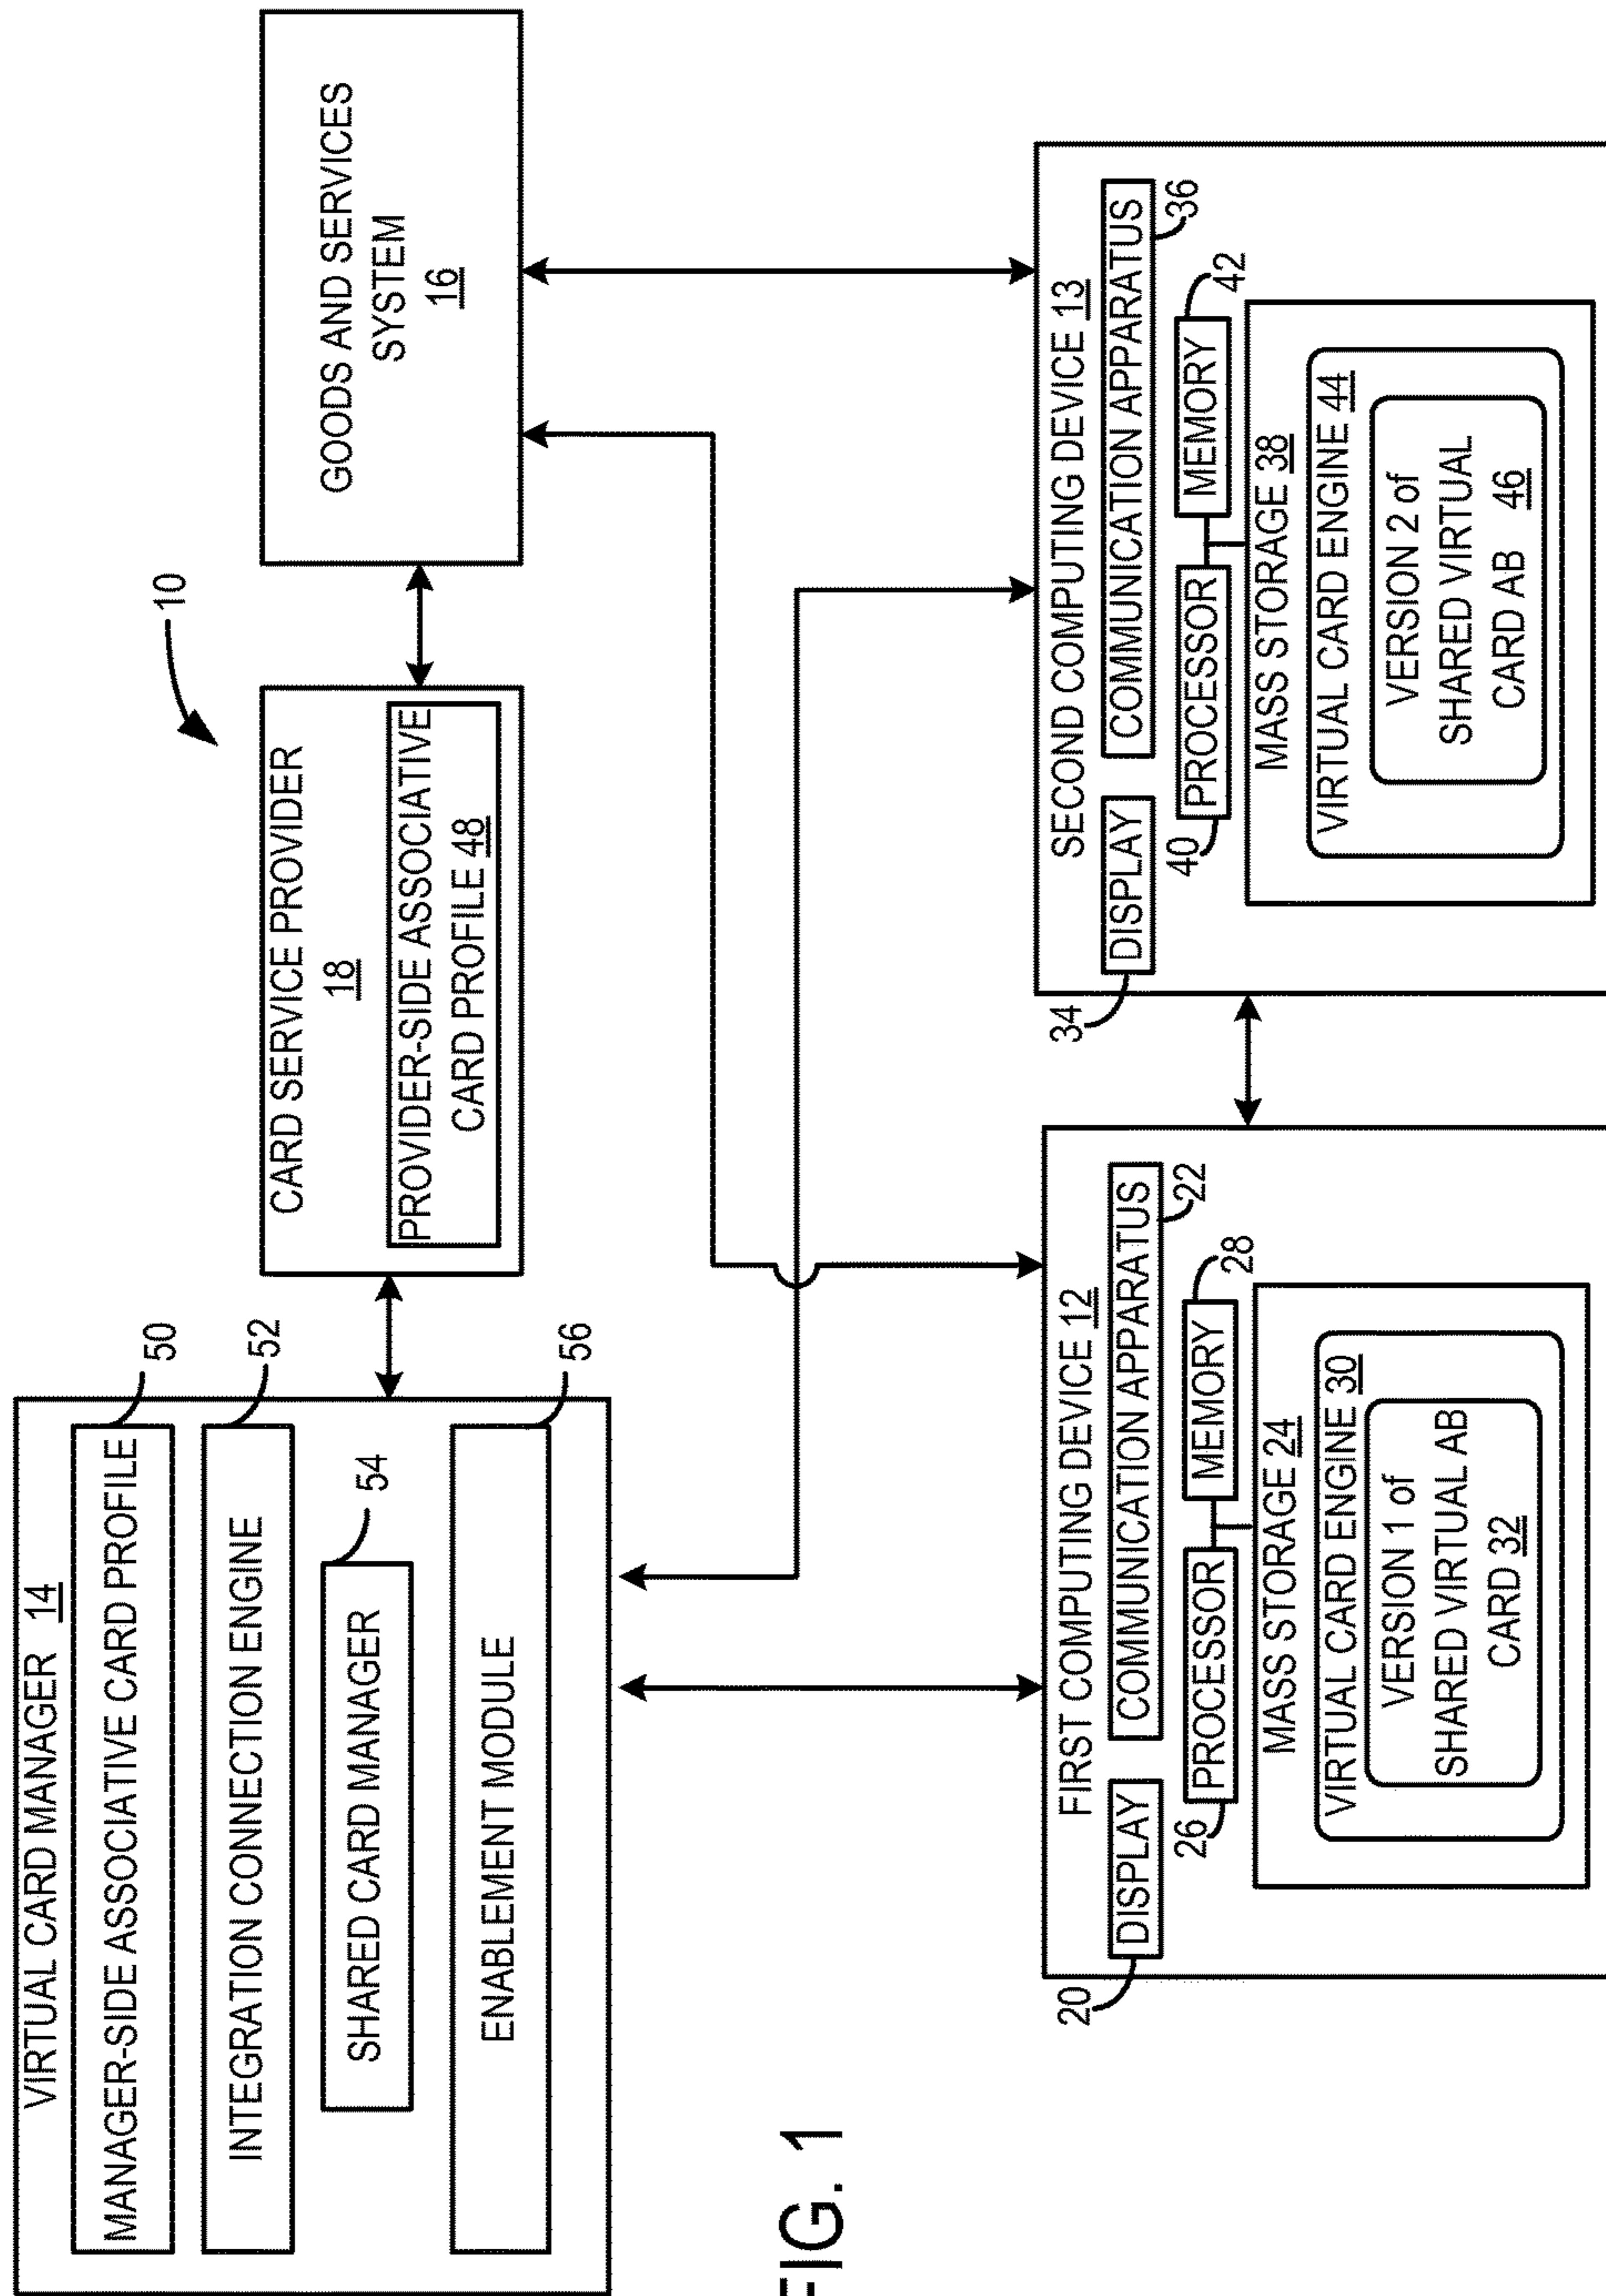 VIRTUAL CARD MANAGER 14
MANAGER-SIDE ASSOCIATIVE CARD PROFILE
50
INTEGRATION CONNECTION ENGINE
52
SHARED CARD MANAGER
54
ENABLEMENT MODULE
56
CARD SERVICE PROVIDER
18
PROVIDER-SIDE ASSOCIATIVE
CARD PROFILE 48
10
GOODS AND SERVICES
SYSTEM
16
FIRST COMPUTING DEVICE 12
DISPLAY
20
COMMUNICATION APPARATUS
22
PROCESSOR
26
MEMORY
28
MASS STORAGE 24
VIRTUAL CARD ENGINE 30
VERSION 1 of
SHARED VIRTUAL AB
CARD 32
SECOND COMPUTING DEVICE 13
DISPLAY
34
COMMUNICATION APPARATUS
36
PROCESSOR
40
MEMORY
42
MASS STORAGE 38
VIRTUAL CARD ENGINE 44
VERSION 2 of
SHARED VIRTUAL
CARD AB 46
FIG. 1